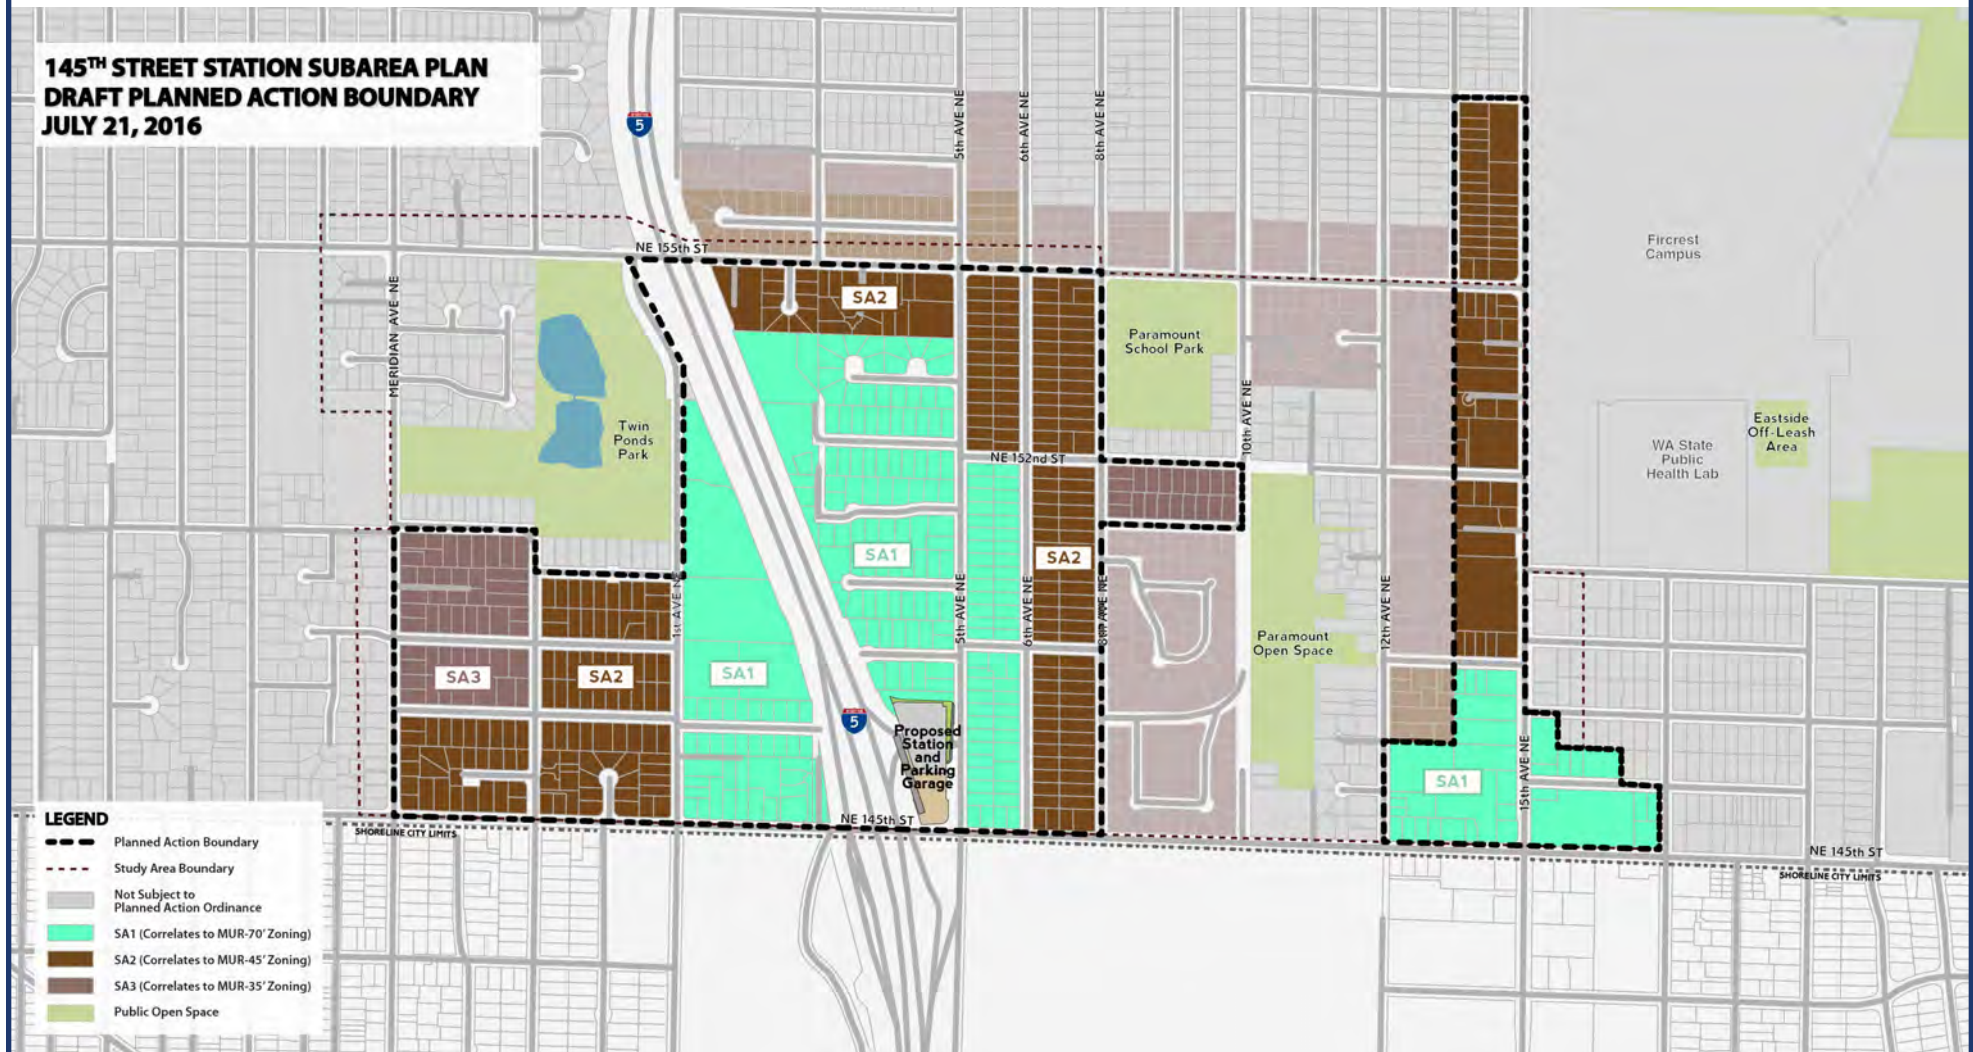 145TH STREET STATION SUBAREA PLAN
DRAFT PLANNED ACTION BOUNDARY
JULY 21, 2016
5
5th AVE NE
6th AVE NE
8th AVE NE
NE 155th ST
MERIDIAN AVE NE
SA2
Fircrest
Campus
Paramount
School Park
10th AVE NE
Twin
Ponds
Park
Eastside
Off-Leash
Area
WA State
Public
Health Lab
NE 152nd ST
SA1
SA2
1st AVE NE
5th AVE NE
6th AVE NE
8th AVE NE
12th AVE NE
Paramount
Open Space
SA3
SA2
SA1
5
Proposed
Station
and
Parking
Garage
15th AVE NE
SA1
NE 145th ST
SHORELINE CITY LIMITS
NE 145th ST
SHORELINE CITY LIMITS
LEGEND
Planned Action Boundary
Study Area Boundary
Not Subject to
Planned Action Ordinance
SA1 (Correlates to MUR-70' Zoning)
SA2 (Correlates to MUR-45' Zoning)
SA3 (Correlates to MUR-35' Zoning)
Public Open Space